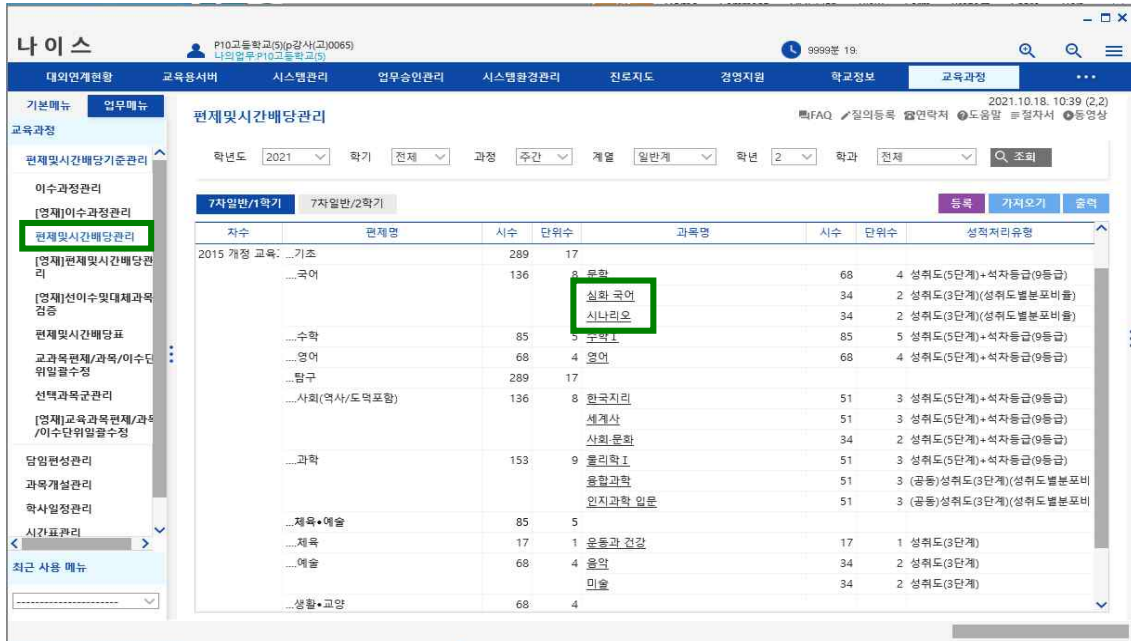 나이스
P10고등학교(5)(p강사(고)0065)
나의업무:P10고등학교(5)
9999분 19:
대외연계현황 교육용서버 시스템관리 업무승인관리 시스템환경관리 진로지도 경영지원 학교정보 교육과정 •••
기본메뉴 업무메뉴
2021.10.18. 10:39 (2,2)
편제및시간배당관리
FAQ 질의등록 연락처 도움말 절차서 동영상
교육과정
편제및시간배당기준관리
이수과정관리
[영재]이수과정관리
편제및시간배당관리
[영재]편제및시간배당관
리
[영재]선이수및대체과목
검증
편제및시간배당표
교과목편제/과목/이수단
위일괄수정
선택과목군관리
[영재]교육과목편제/과목
/이수단위일괄수정
담임편성관리
과목개설관리
학사일정관리
시간표관리
최근 사용 메뉴
----------------------
학년도 2021 학기 전체 과정 주간 계열 일반계 학년 2 학과 전체 조회
7차일반/1학기 7차일반/2학기 등록 가져오기 출력
차수 편제명 시수 단위수 과목명 시수 단위수 성적처리유형
2015 개정 교육. ...기초 289 17
....국어 136 8 문학 68 4 성취도(5단계)+석차등급(9등급)
심화 국어 34 2 성취도(3단계)(성취도별분포비율)
시나리오 34 2 성취도(3단계)(성취도별분포비율)
....수학 85 5 수학 I 85 5 성취도(5단계)+석차등급(9등급)
....영어 68 4 영어 68 4 성취도(5단계)+석차등급(9등급)
...탐구 289 17
....사회(역사/도덕포함) 136 8 한국지리 51 3 성취도(5단계)+석차등급(9등급)
세계사 51 3 성취도(5단계)+석차등급(9등급)
사회·문화 34 2 성취도(5단계)+석차등급(9등급)
....과학 153 9 물리학 I 51 3 성취도(5단계)+석차등급(9등급)
융합과학 51 3 (공동)성취도(3단계)(성취도별분포비
인지과학 입문 51 3 (공동)성취도(3단계)(성취도별분포비
...체육•예술 85 5
....체육 17 1 운동과 건강 17 1 성취도(3단계)
....예술 68 4 음악 34 2 성취도(3단계)
미술 34 2 성취도(3단계)
...생활•교양 68 4